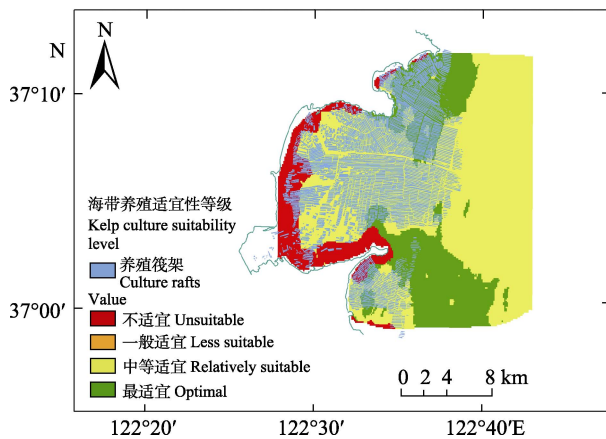 N
N
37°10′
海带养殖适宜性等级
Kelp culture suitability
level
养殖筏架
Culture rafts
Value
37°00′
不适宜 Unsuitable
一般适宜 Less suitable
中等适宜 Relatively suitable
最适宜 Optimal
0 2 4 8 km
122°20′ 122°30′ 122°40′E